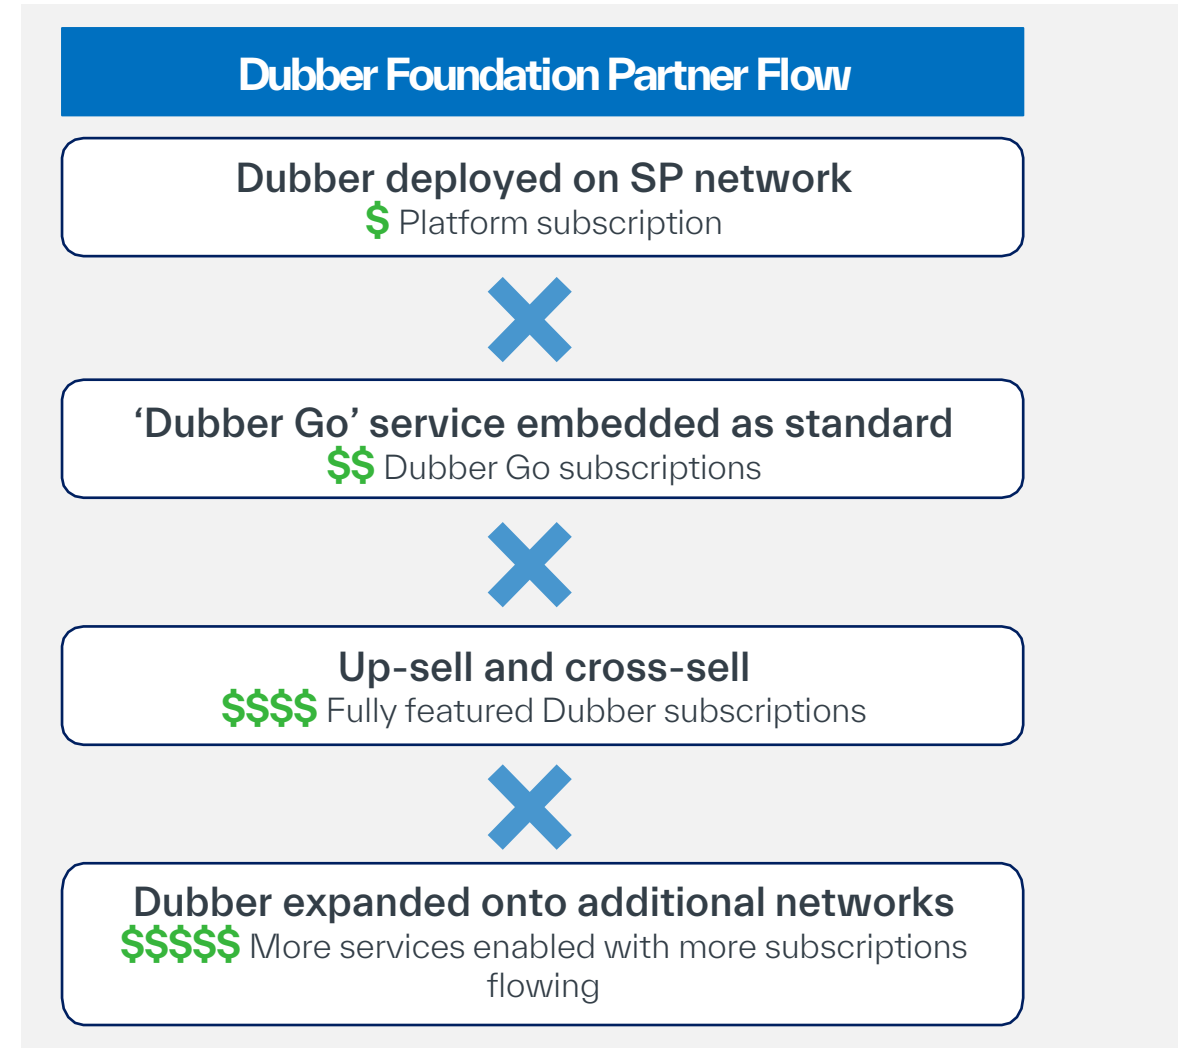 Dubber Foundation Partner Flow
Dubber deployed on SP network
$ Platform subscription
‘Dubber Go’ service embedded as standard
$$ Dubber Go subscriptions
Up-sell and cross-sell
$$$$ Fully featured Dubber subscriptions
Dubber expanded onto additional networks
$$$$$ More services enabled with more subscriptions
flowing